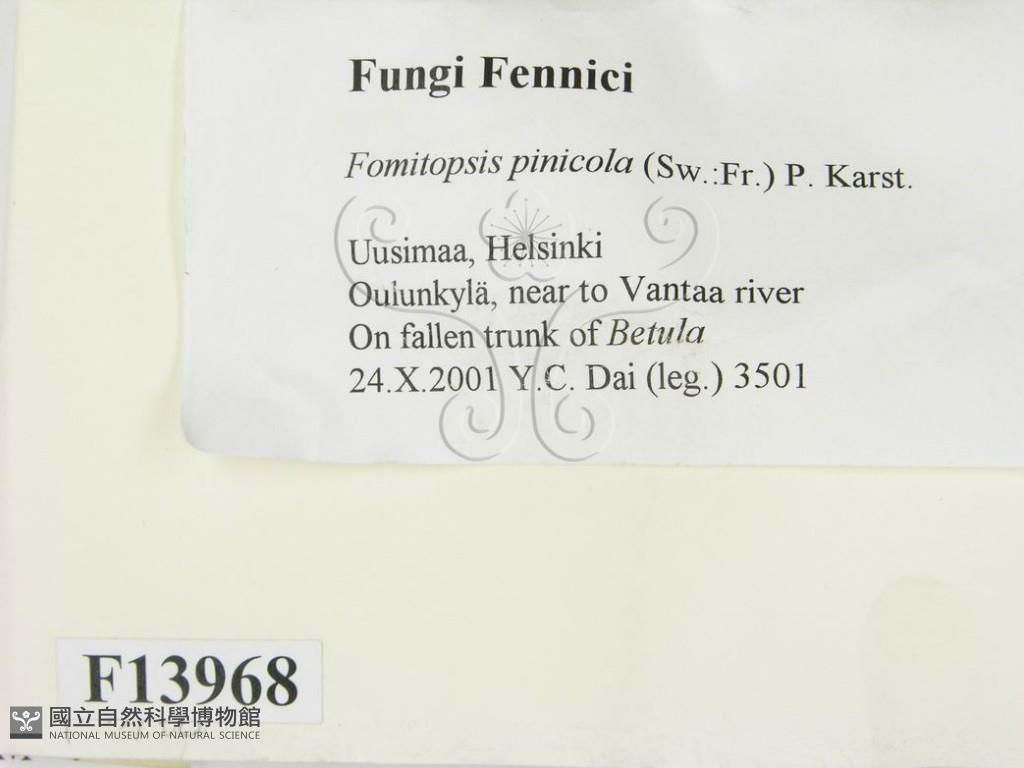 Fungi Fennici
Fomitopsis pinicola (Sw.:Fr.) P. Karst.
Uusimaa, Helsinki
Oulunkylä, near to Vantaa river
On fallen trunk of Betula
24.X.2001 Y.C. Dai (leg.) 3501
F13968
國立自然科學博物館
NATIONAL MUSEUM OF NATURAL SCIENCE